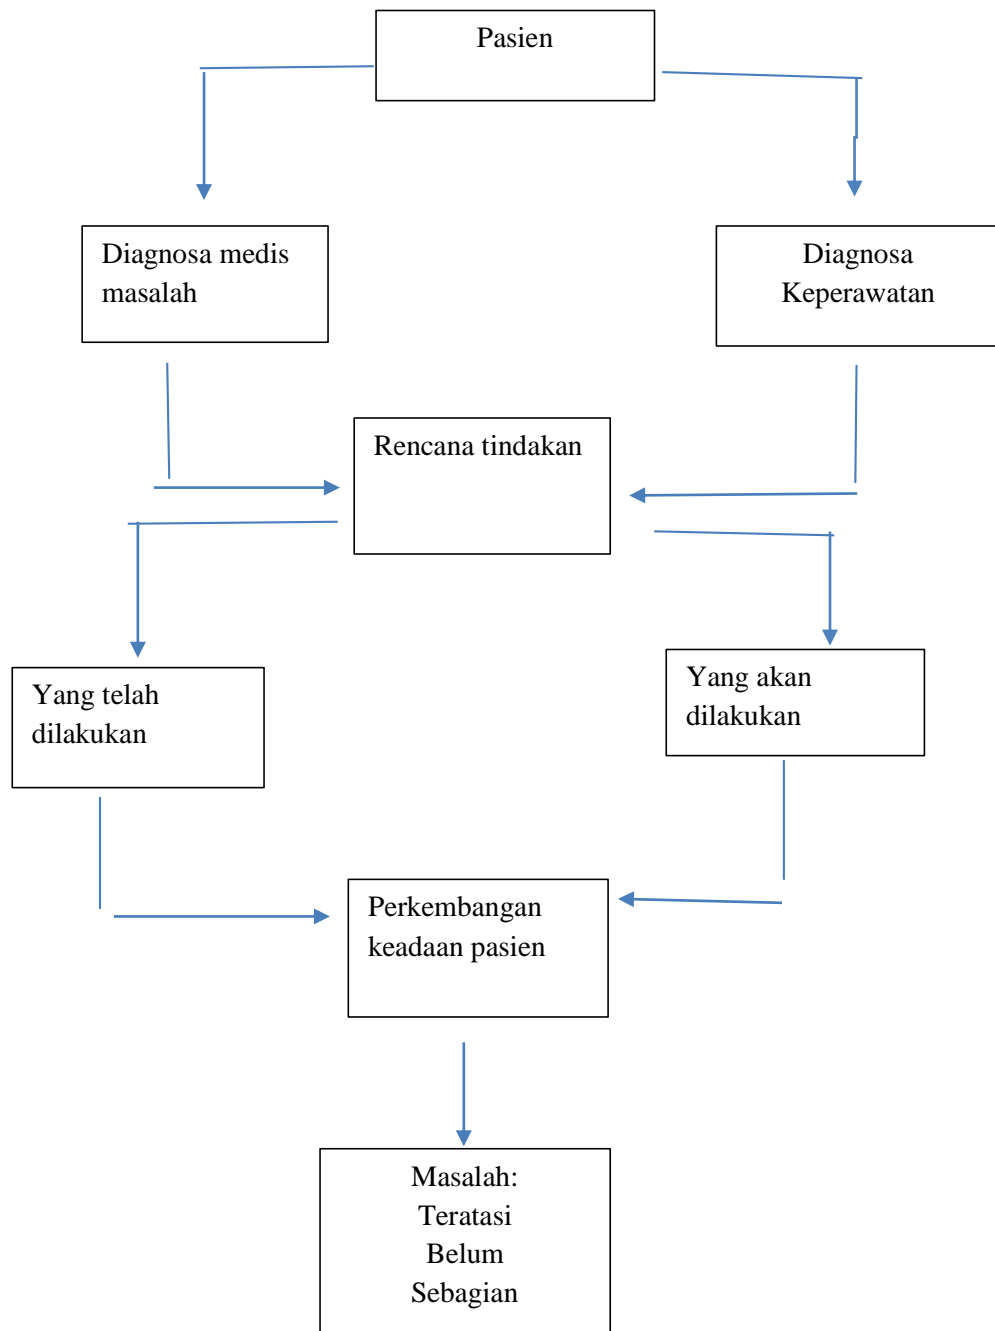 Pasien
Diagnosa medis
masalah
Diagnosa
Keperawatan
Rencana tindakan
Yang telah
dilakukan
Yang akan
dilakukan
Perkembangan
keadaan pasien
Masalah:
Teratasi
Belum
Sebagian